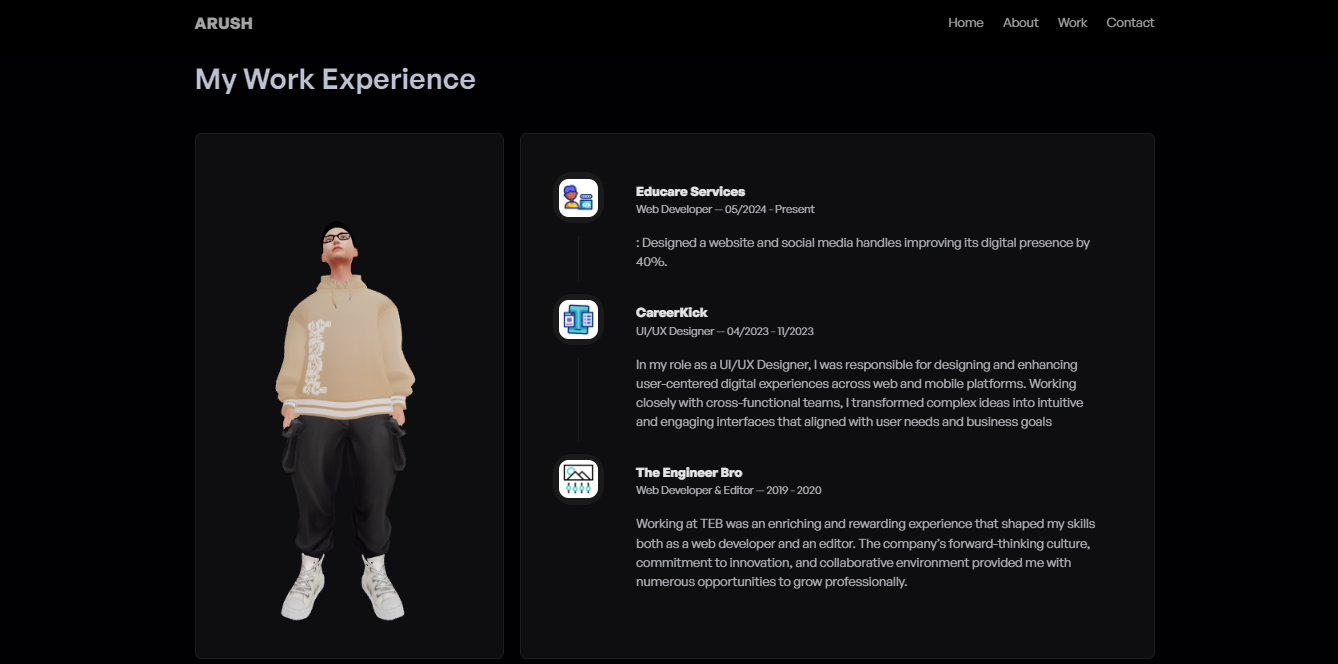 ARUSH
Home About Work Contact
My Work Experience
Educare Services
Web Developer -- 05/2024 - Present
: Designed a website and social media handles improving its digital presence by
40%.
CareerKick
UI/UX Designer -- 04/2023 - 11/2023
In my role as a UI/UX Designer, I was responsible for designing and enhancing
user-centered digital experiences across web and mobile platforms. Working
closely with cross-functional teams, I transformed complex ideas into intuitive
and engaging interfaces that aligned with user needs and business goals
The Engineer Bro
Web Developer & Editor -- 2019 - 2020
Working at TEB was an enriching and rewarding experience that shaped my skills
both as a web developer and an editor. The company's forward-thinking culture,
commitment to innovation, and collaborative environment provided me with
numerous opportunities to grow professionally.